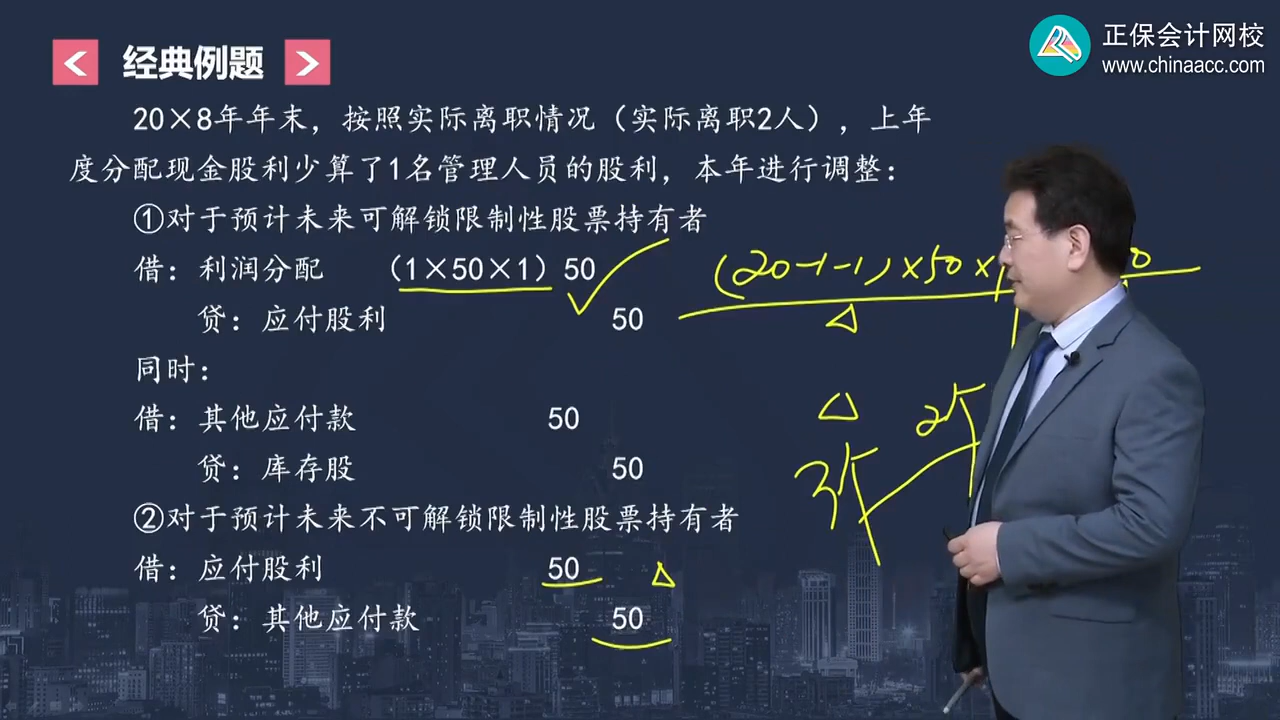 正保会计网校
www.chinaacc.com
经典例题
20×8年年末，按照实际离职情况（实际离职2人），上年
度分配现金股利少算了1名管理人员的股利，本年进行调整：
①对于预计未来可解锁限制性股票持有者
借：利润分配 （1×50×1）50
(20-1-1)×50×
贷：应付股利 50
同时：
借：其他应付款 50
贷：库存股 50
②对于预计未来不可解锁限制性股票持有者
借：应付股利 50
贷：其他应付款 50